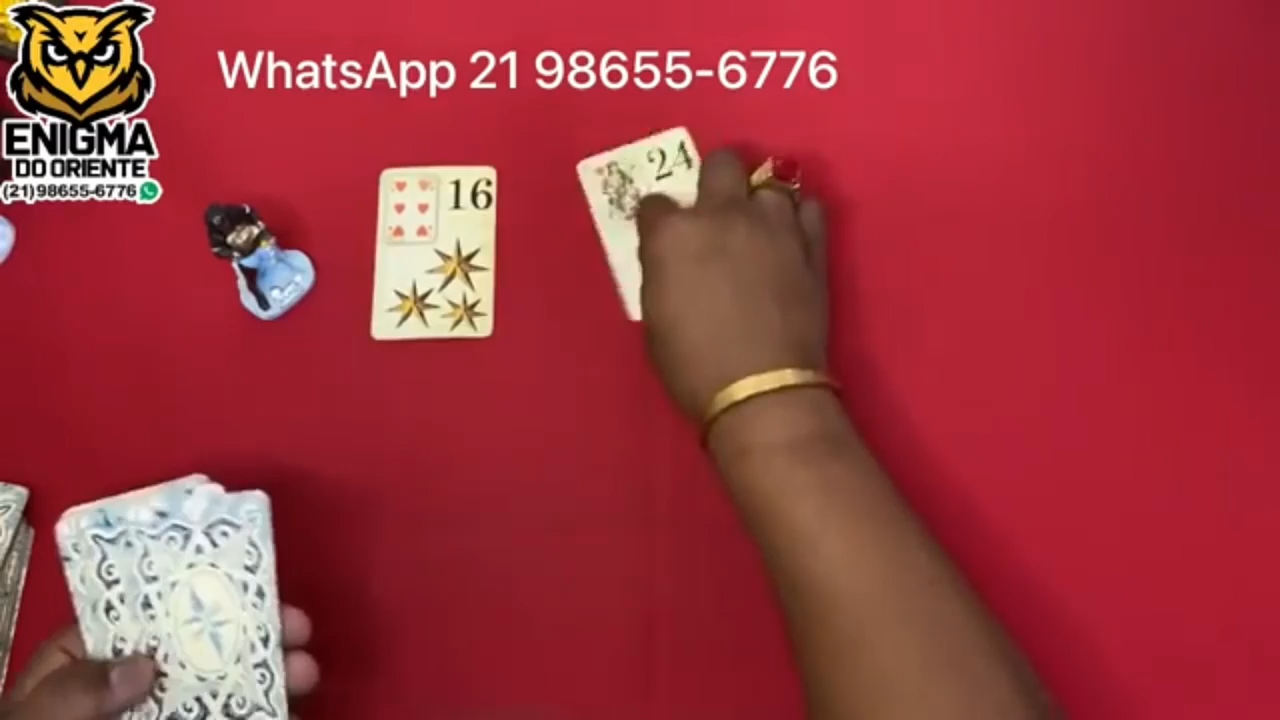 WhatsApp 21 98655-6776
ENIGMA
DO ORIENTE
(21)98655-6776
16
24